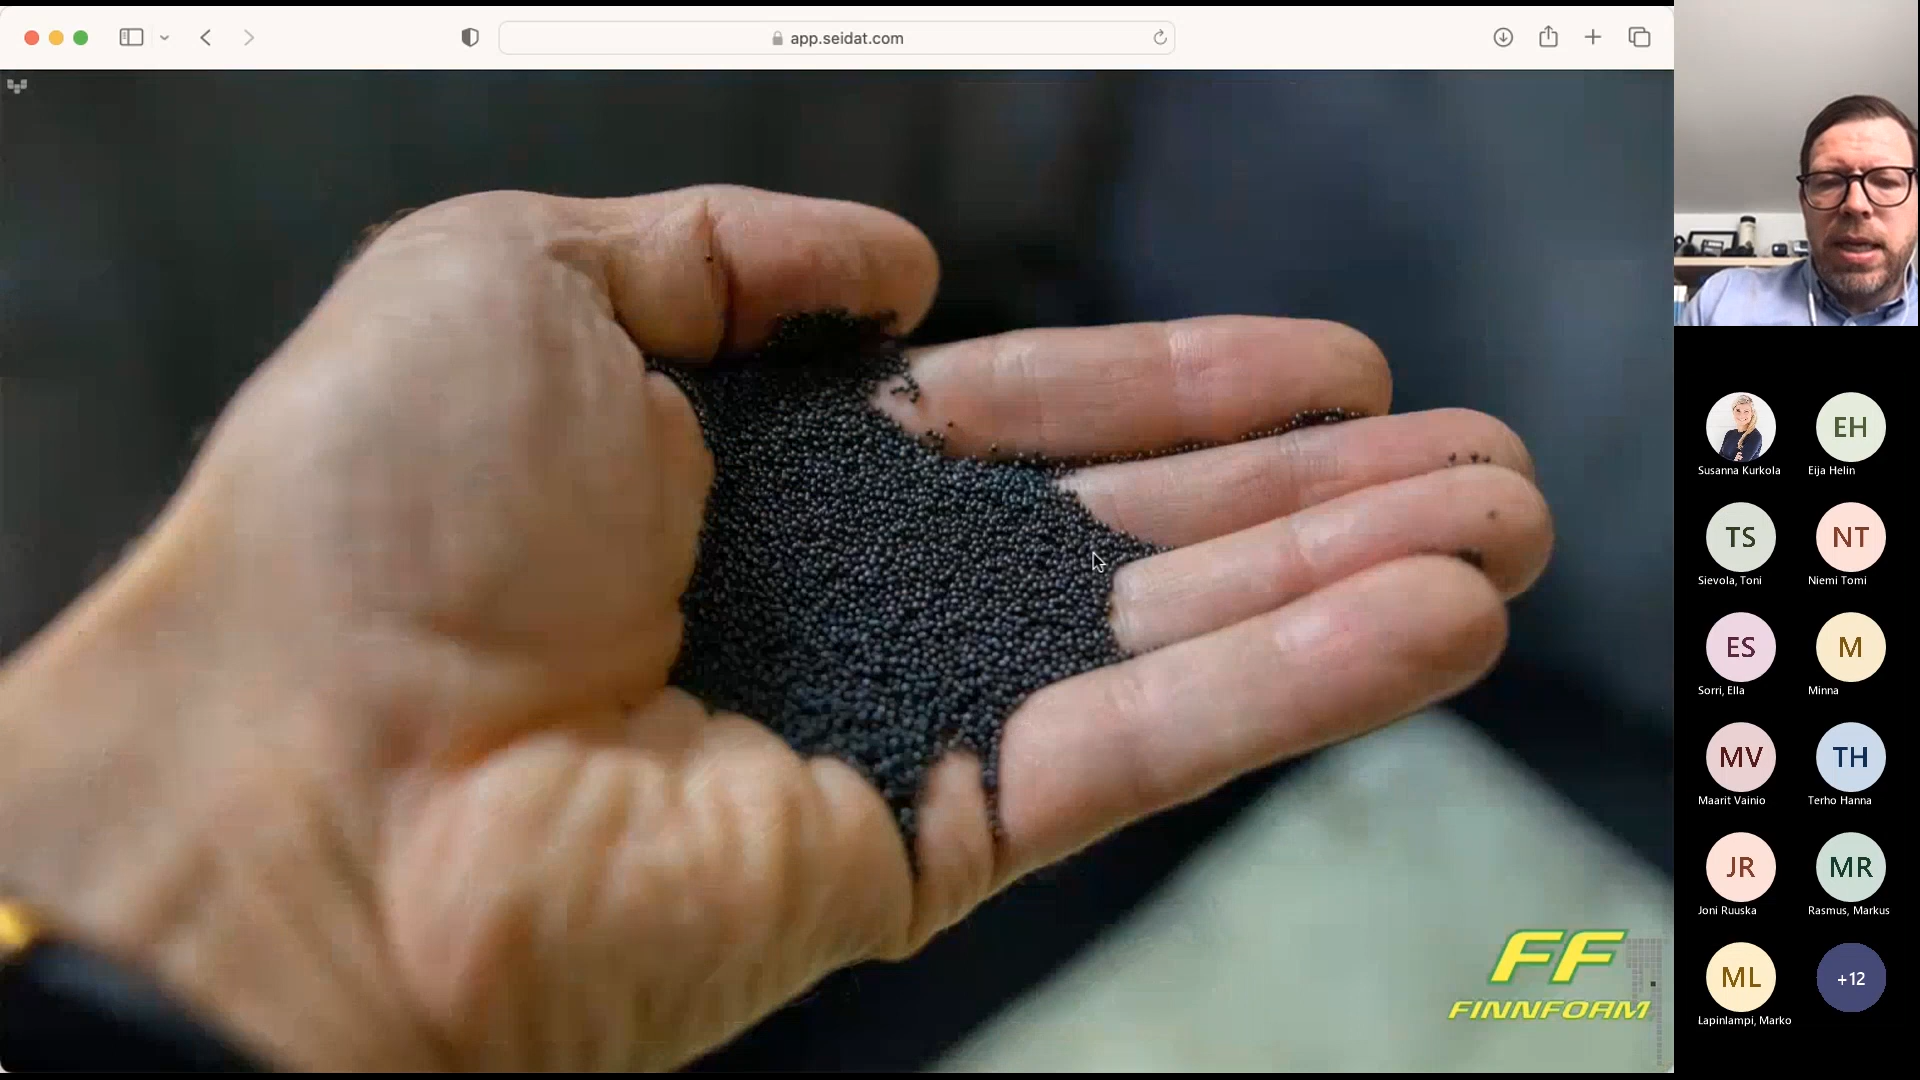 app.seidat.com
FF
FINNFOAM
Susanna Kurkola
EH
Eija Helin
TS
Sievola, Toni
NT
Niemi Tomi
ES
Sorri, Ella
M
Minna
MV
Maarit Vainio
TH
Terho Hanna
JR
Joni Ruuska
MR
Rasmus, Markus
ML
Lapinlampi, Marko
+12